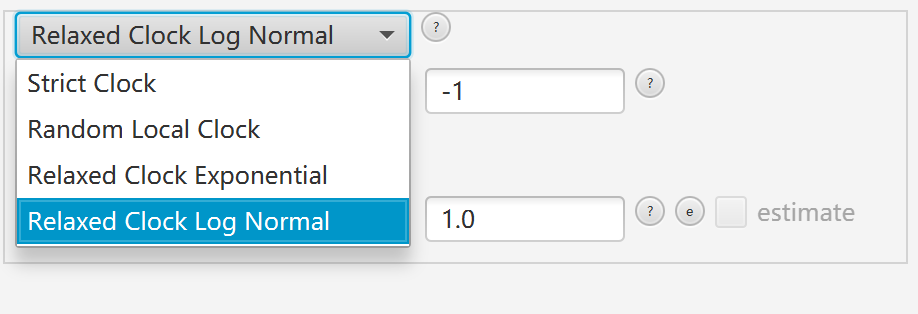 Relaxed Clock Log Normal ?
Strict Clock
-1 ?
Random Local Clock
Relaxed Clock Exponential
Relaxed Clock Log Normal
1.0 ? e estimate